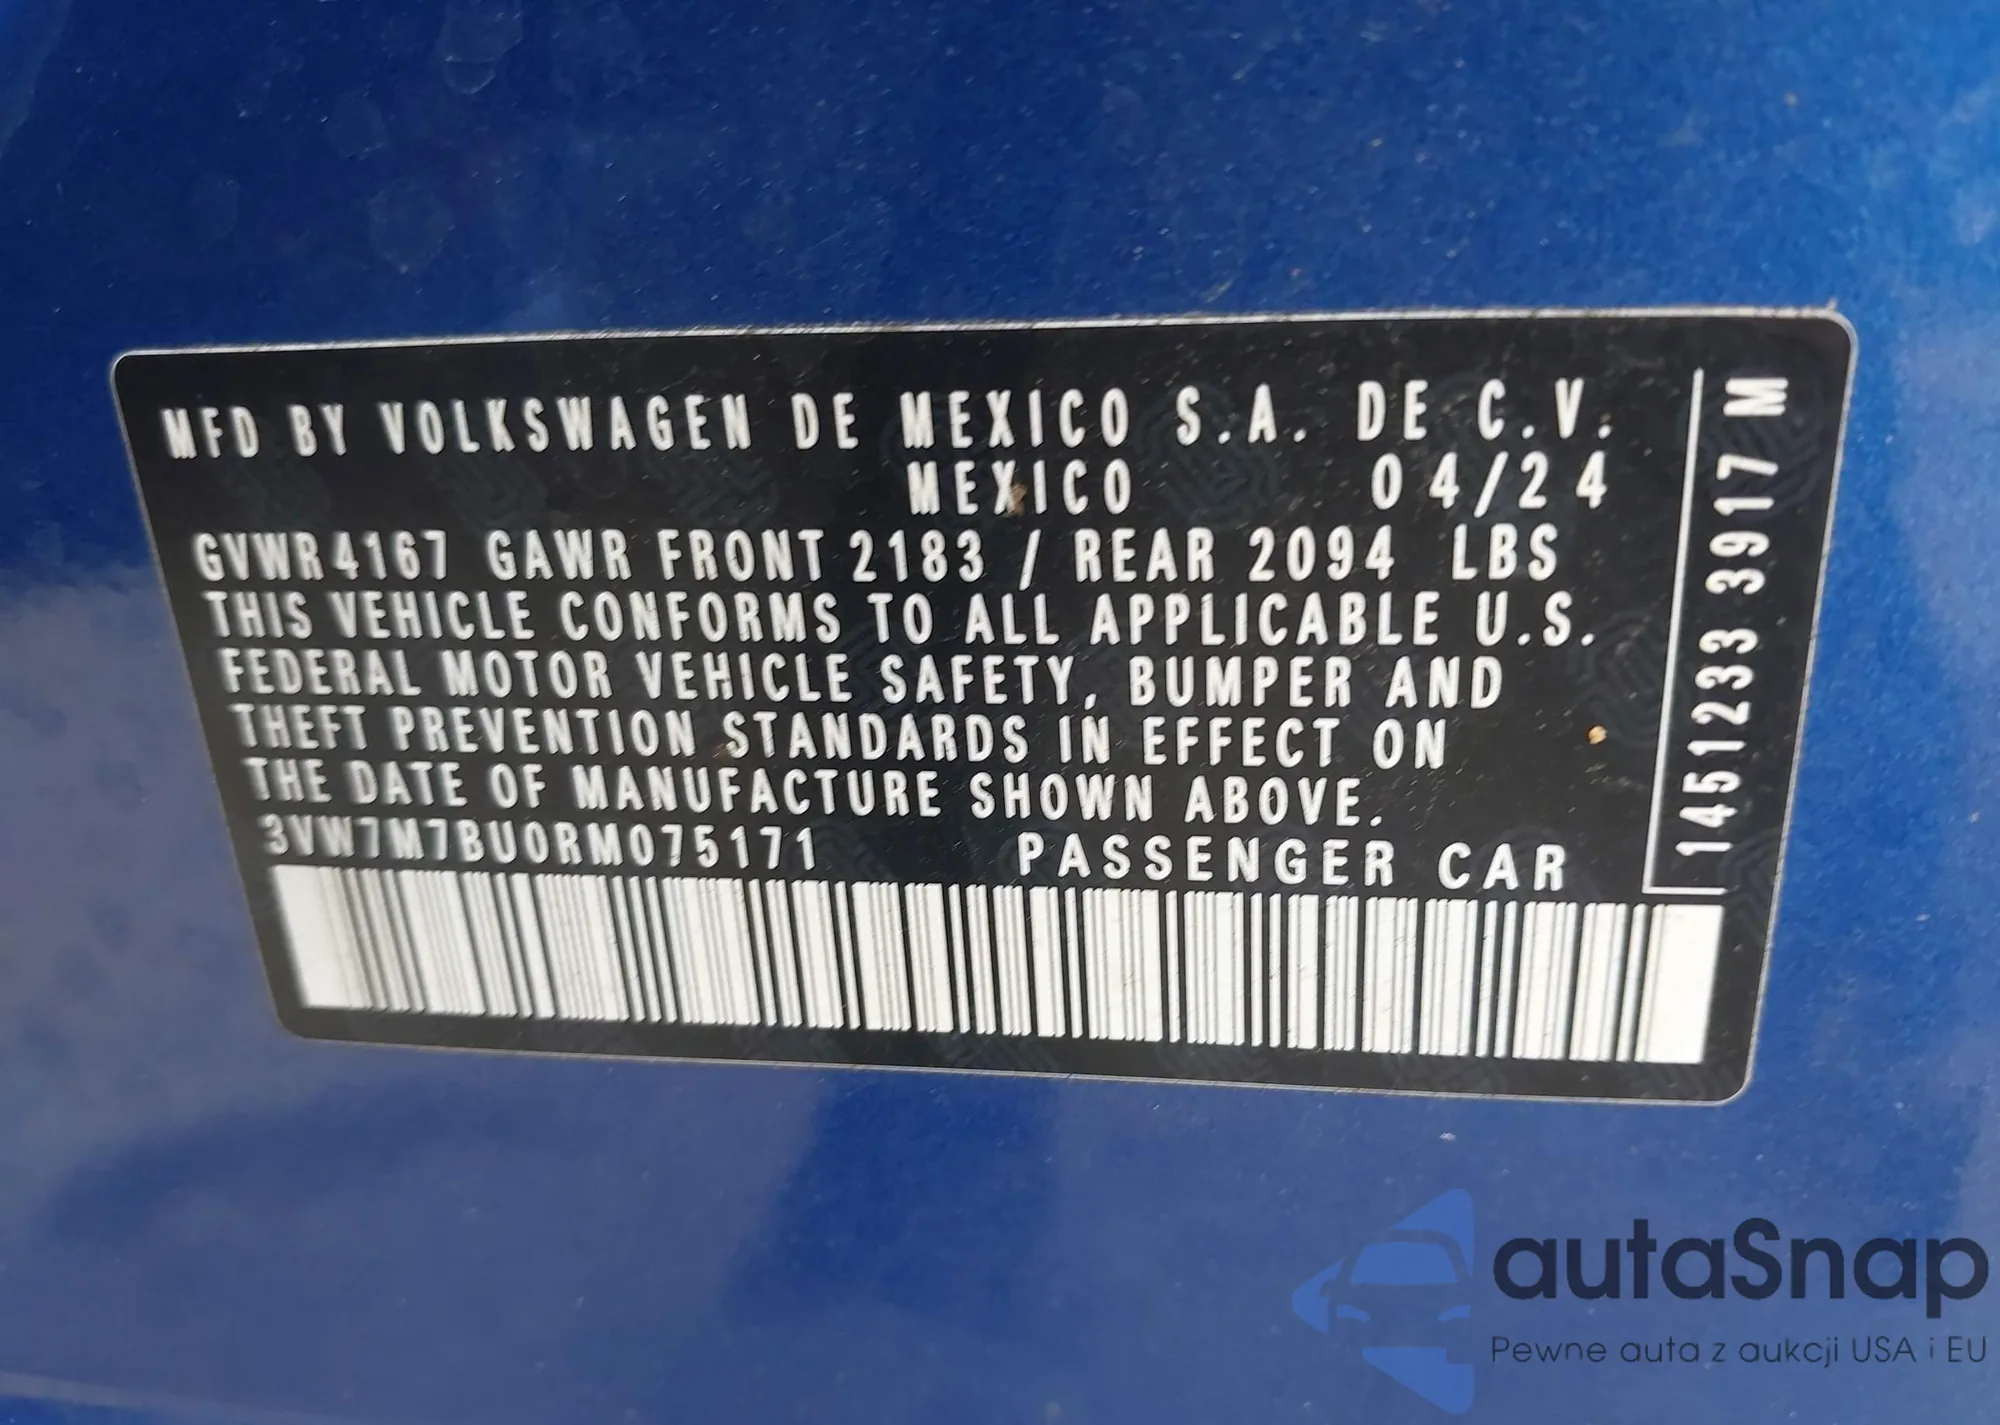 MFD BY VOLKSWAGEN DE MEXICO S.A. DE C.V.
MEXICO 04/24
GVWR 4167 GAWR FRONT 2183 / REAR 2094 LBS
THIS VEHICLE CONFORMS TO ALL APPLICABLE U.S.
FEDERAL MOTOR VEHICLE SAFETY, BUMPER AND
THEFT PREVENTION STANDARDS IN EFFECT ON
THE DATE OF MANUFACTURE SHOWN ABOVE.
3VW7M7BU0RM075171 PASSENGER CAR
1451233 3917 M
autaSnap
Pewne auta z aukcji USA i EU